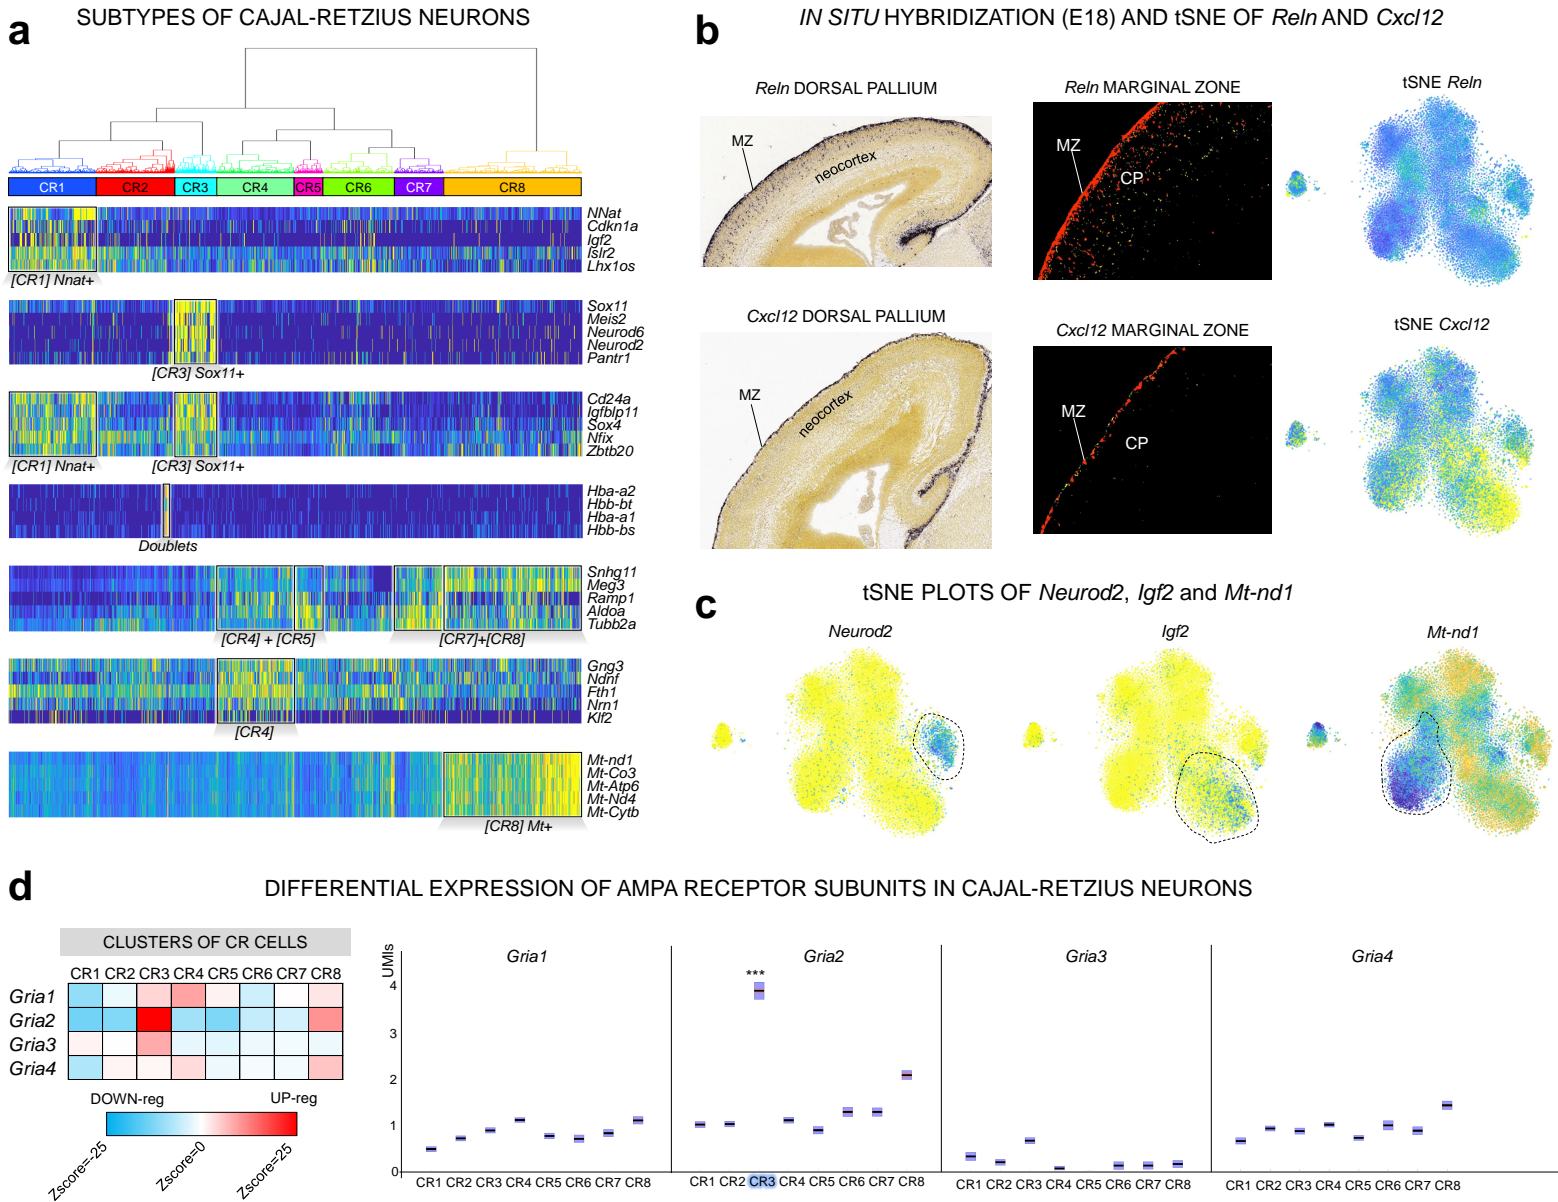 a
SUBTYPES OF CAJAL-RETZIUS NEURONS
CR1 CR2 CR3 CR4 CR5 CR6 CR7 CR8
NNat
Cdkn1a
Igf2
Islr2
Lhx1os
[CR1] Nnat+
Sox11
Meis2
Neurod6
Neurod2
Pantr1
[CR3] Sox11+
Cd24a
Igfblp11
Sox4
Nfix
Zbtb20
[CR1] Nnat+ [CR3] Sox11+
Hba-a2
Hbb-bt
Hba-a1
Hbb-bs
Doublets
Snhg11
Meg3
Ramp1
Aldoa
Tubb2a
[CR4] + [CR5] [CR7]+[CR8]
Gng3
Ndnf
Fth1
Nrn1
Klf2
[CR4]
Mt-nd1
Mt-Co3
Mt-Atp6
Mt-Nd4
Mt-Cytb
[CR8] Mt+
b
IN SITU HYBRIDIZATION (E18) AND tSNE OF Reln AND Cxcl12
Reln DORSAL PALLIUM
MZ
neocortex
Reln MARGINAL ZONE
MZ
CP
tSNE Reln
Cxcl12 DORSAL PALLIUM
MZ
neocortex
Cxcl12 MARGINAL ZONE
MZ
CP
tSNE Cxcl12
c
tSNE PLOTS OF Neurod2, Igf2 and Mt-nd1
Neurod2
Igf2
Mt-nd1
d
DIFFERENTIAL EXPRESSION OF AMPA RECEPTOR SUBUNITS IN CAJAL-RETZIUS NEURONS
CLUSTERS OF CR CELLS
CR1 CR2 CR3 CR4 CR5 CR6 CR7 CR8
Gria1
Gria2
Gria3
Gria4
DOWN-reg UP-reg
Zscore=-25 Zscore=0 Zscore=25
UMIs
4
3
2
1
0
Gria1
CR1 CR2 CR3 CR4 CR5 CR6 CR7 CR8
Gria2
***
CR1 CR2 CR3 CR4 CR5 CR6 CR7 CR8
Gria3
CR1 CR2 CR3 CR4 CR5 CR6 CR7 CR8
Gria4
CR1 CR2 CR3 CR4 CR5 CR6 CR7 CR8